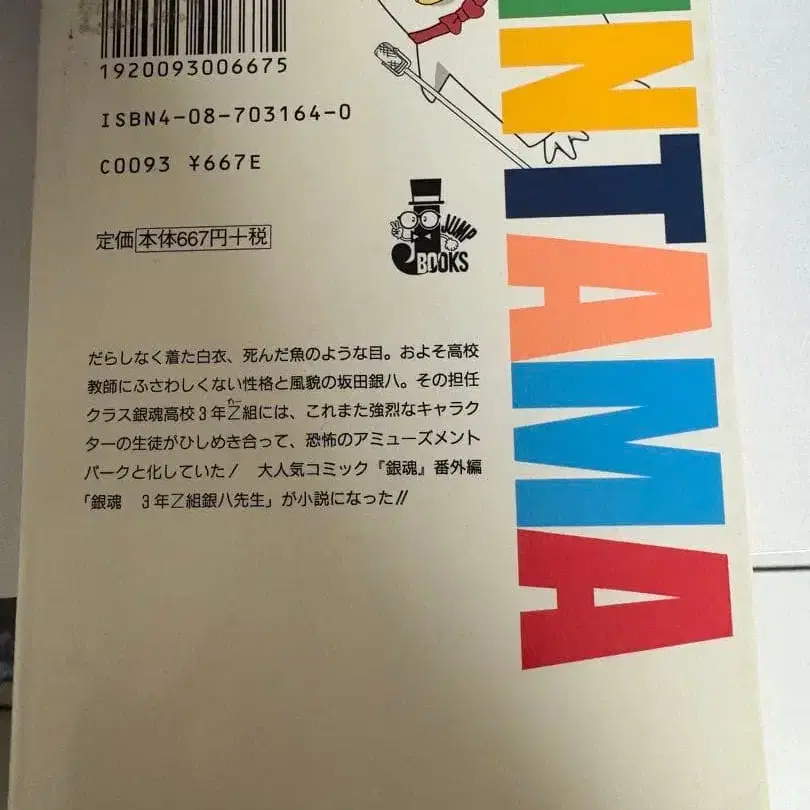 1920093006675
ISBN4-08-703164-0
C0093 ¥667E
定価 本体667円+税
JUMP
BOOKS
だらしなく着た白衣、死んだ魚のような目。およそ高校
教師にふさわしくない性格と風貌の坂田銀八。その担任
クラス銀魂高校3年Z組には、これまた強烈なキャラク
ターの生徒がひしめき合って、恐怖のアミューズメント
パークと化していた! 大人気コミック『銀魂』番外編
「銀魂 3年Z組銀八先生」が小説になった!!
NTAMA